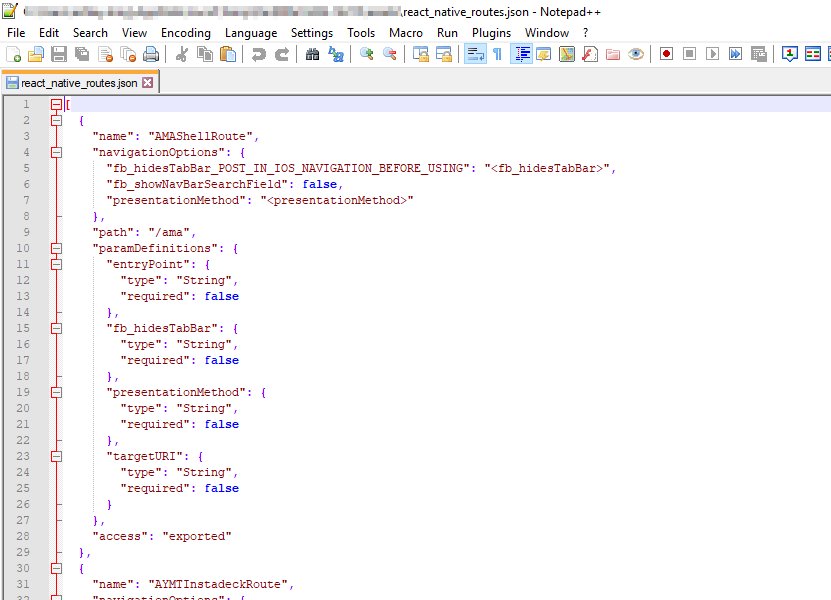 \react_native_routes.json - Notepad++
File Edit Search View Encoding Language Settings Tools Macro Run Plugins Window ?
react_native_routes.json
1 [
2 {
3 "name": "AMAShellRoute",
4 "navigationOptions": {
5 "fb_hidesTabBar_POST_IN_IOS_NAVIGATION_BEFORE_USING": "<fb_hidesTabBar>",
6 "fb_showNavBarSearchField": false,
7 "presentationMethod": "<presentationMethod>"
8 },
9 "path": "/ama",
10 "paramDefinitions": {
11 "entryPoint": {
12 "type": "String",
13 "required": false
14 },
15 "fb_hidesTabBar": {
16 "type": "String",
17 "required": false
18 },
19 "presentationMethod": {
20 "type": "String",
21 "required": false
22 },
23 "targetURI": {
24 "type": "String",
25 "required": false
26 }
27 },
28 "access": "exported"
29 },
30 {
31 "name": "AYMTInstadeckRoute",
32 "navigationOptions": {